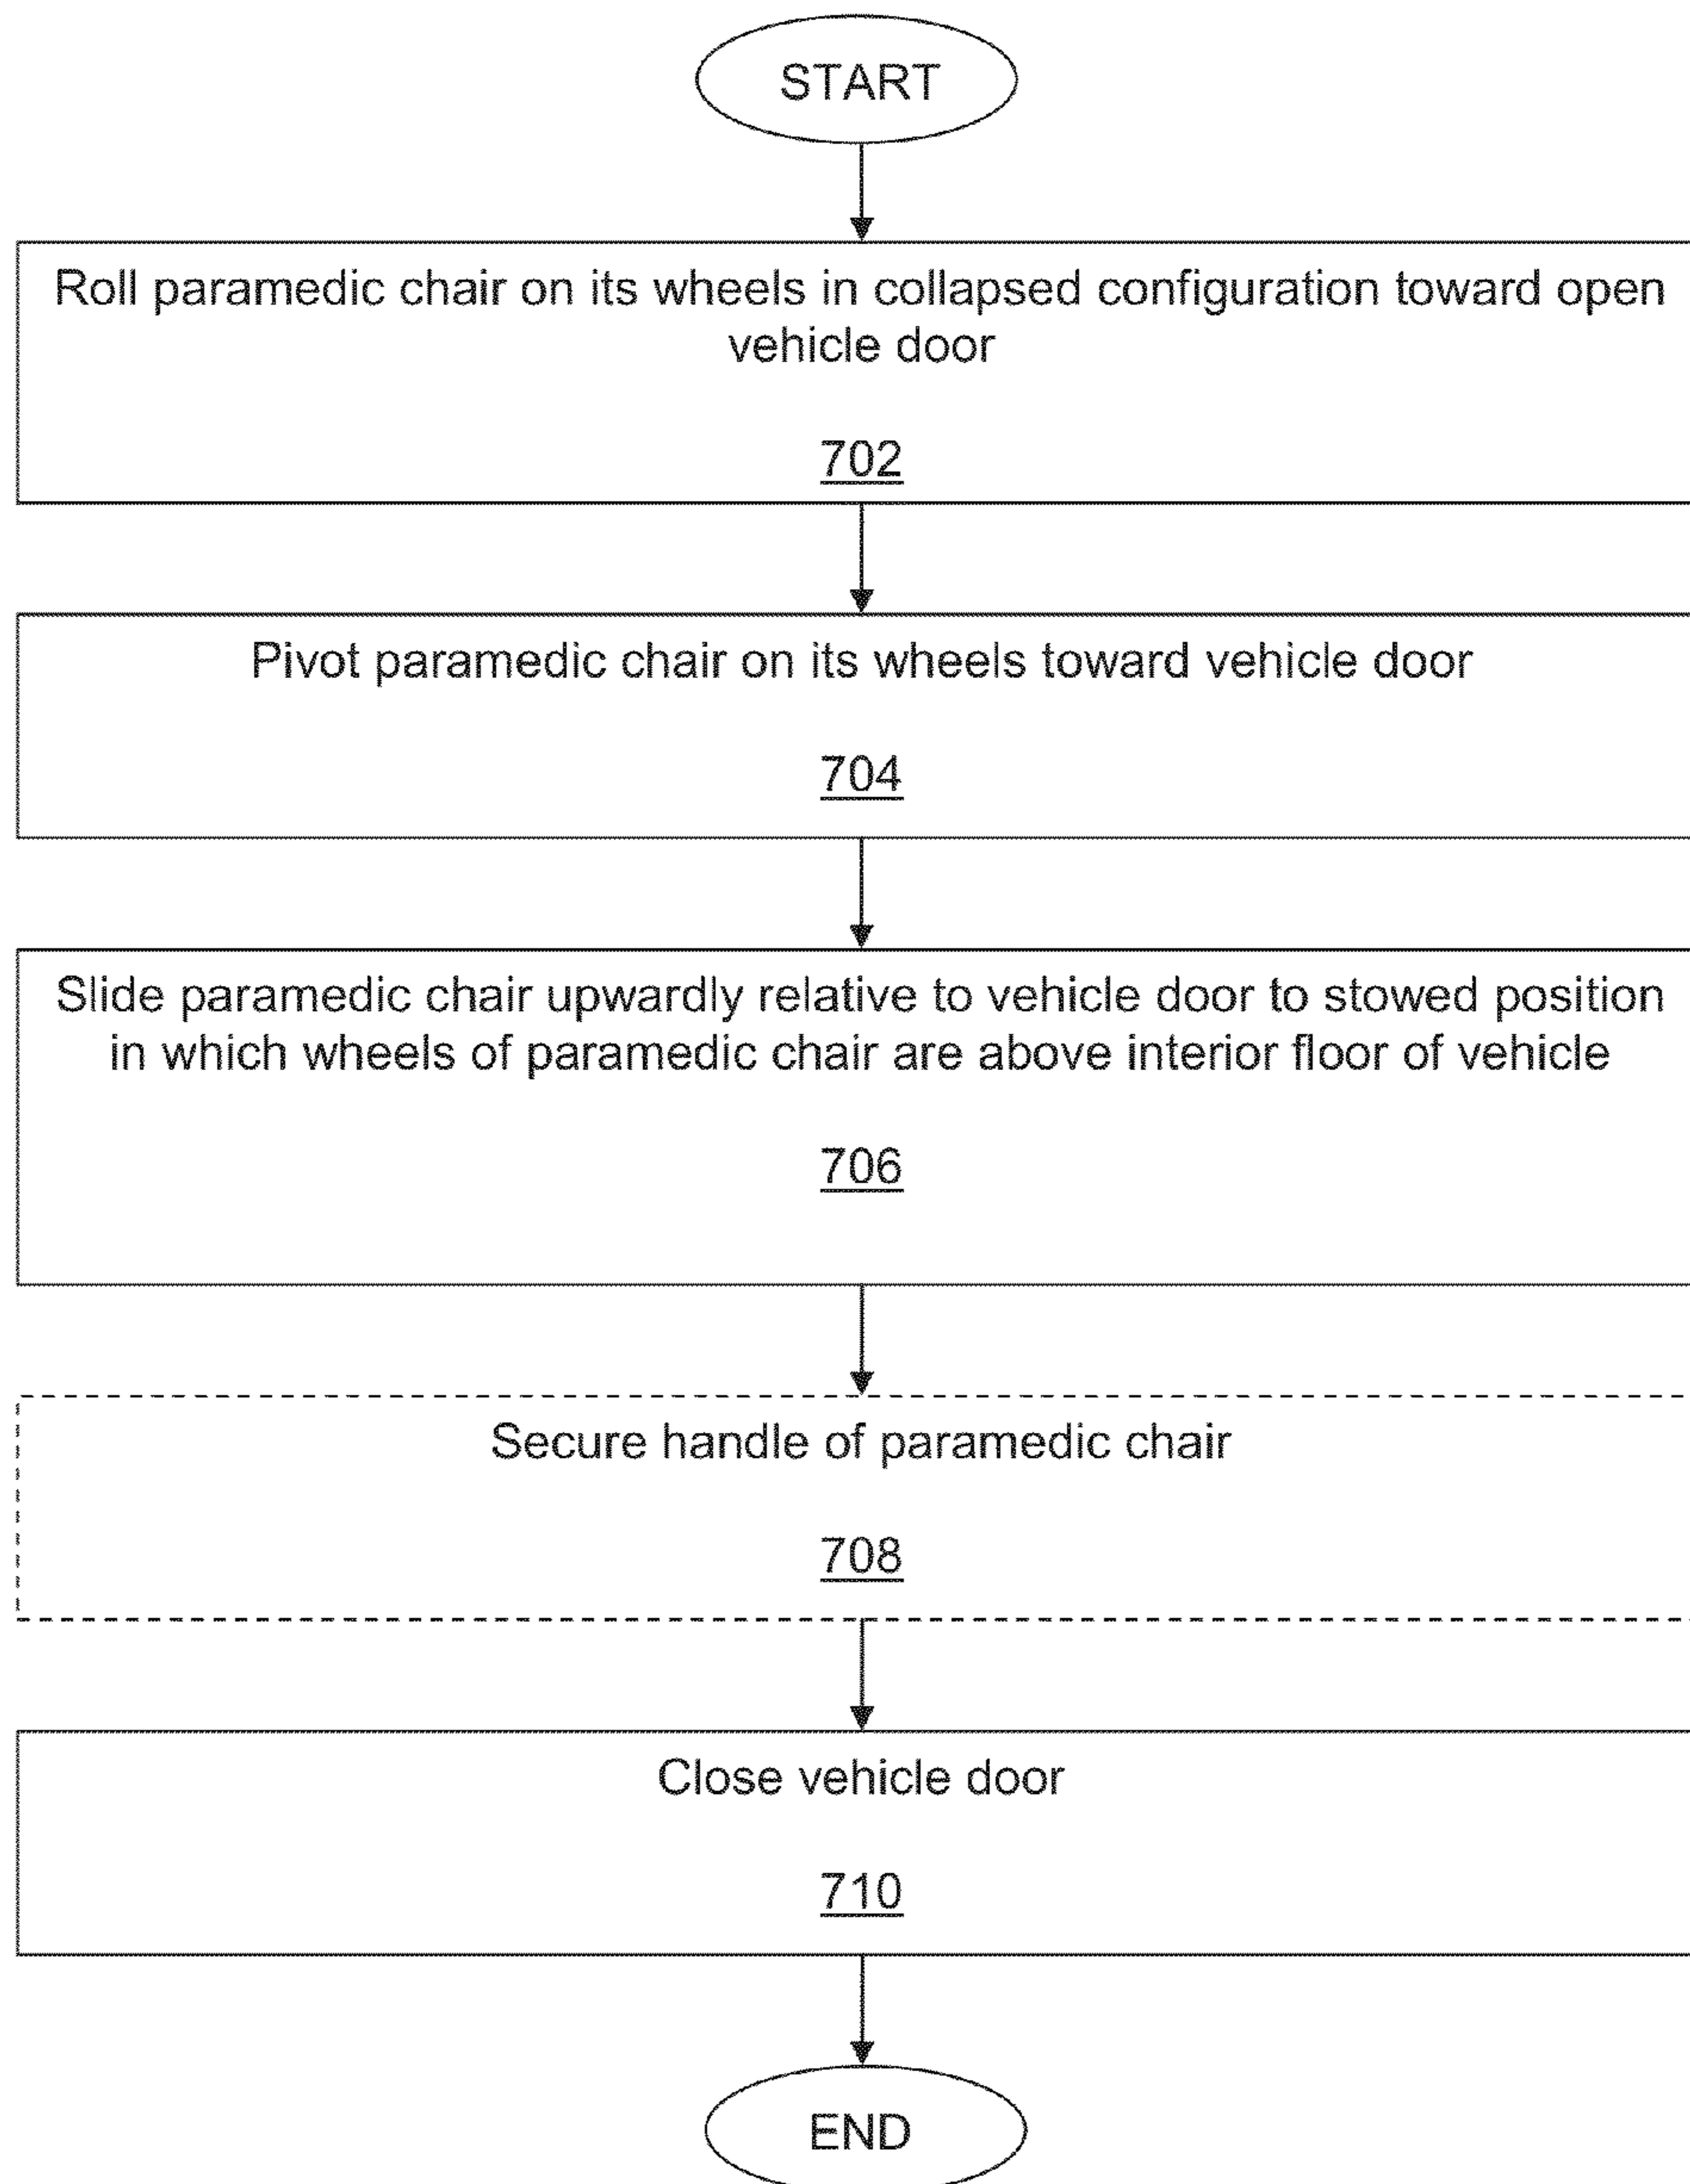 START
Roll paramedic chair on its wheels in collapsed configuration toward open
vehicle door
702
Pivot paramedic chair on its wheels toward vehicle door
704
Slide paramedic chair upwardly relative to vehicle door to stowed position
in which wheels of paramedic chair are above interior floor of vehicle
706
Secure handle of paramedic chair
708
Close vehicle door
710
END